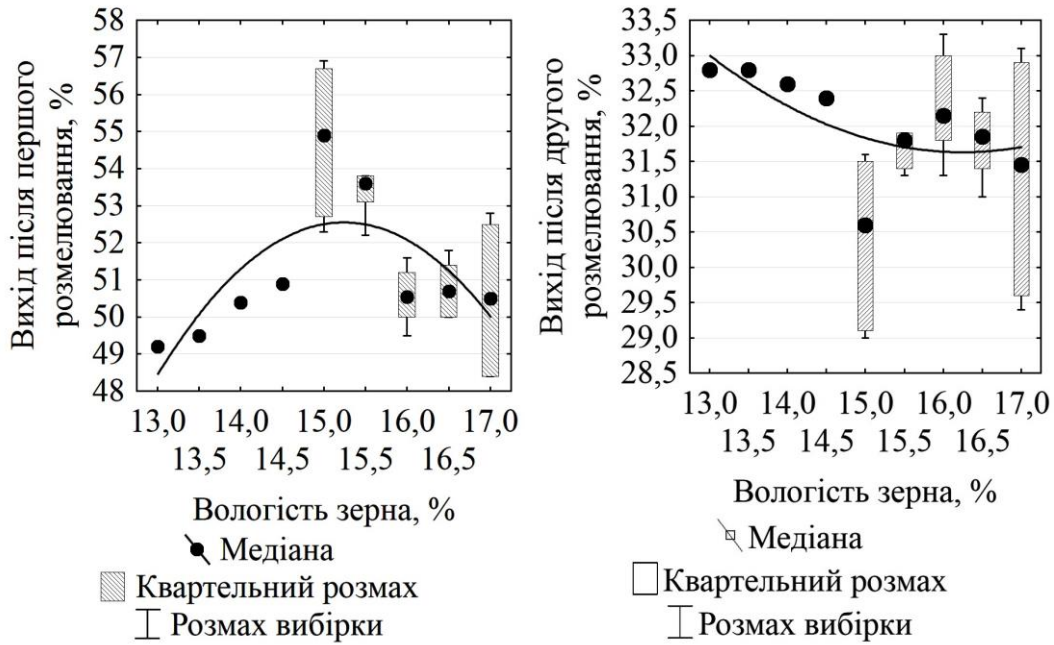 Вихід після першого
розмелювання, %
58
57
56
55
54
53
52
51
50
49
48
13,0 14,0 15,0 16,0 17,0
13,5 14,5 15,5 16,5
Вологість зерна, %
Медіана
Квартельний розмах
Розмах вибірки
Вихід після другого
розмелювання, %
33,5
33,0
32,5
32,0
31,5
31,0
30,5
30,0
29,5
29,0
28,5
13,0 14,0 15,0 16,0 17,0
13,5 14,5 15,5 16,5
Вологість зерна, %
Медіана
Квартельний розмах
Розмах вибірки